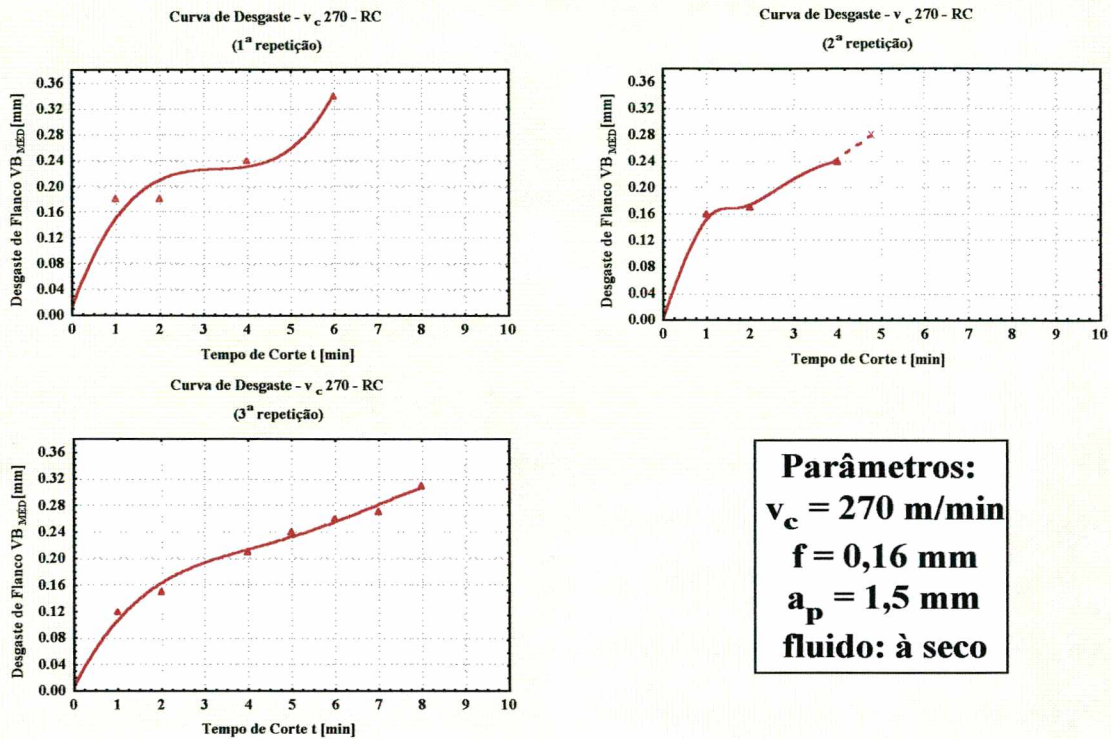 Curva de Desgaste - v c 270 - RC
(1ª repetição)
Desgaste de Flanco VB MÉD [mm]
0.36
0.32
0.28
0.24
0.20
0.16
0.12
0.08
0.04
0.00
0 1 2 3 4 5 6 7 8 9 10
Tempo de Corte t [min]
Curva de Desgaste - v c 270 - RC
(2ª repetição)
Desgaste de Flanco VB MÉD [mm]
0.36
0.32
0.28
0.24
0.20
0.16
0.12
0.08
0.04
0.00
0 1 2 3 4 5 6 7 8 9 10
Tempo de Corte t [min]
Curva de Desgaste - v c 270 - RC
(3ª repetição)
Desgaste de Flanco VB MÉD [mm]
0.36
0.32
0.28
0.24
0.20
0.16
0.12
0.08
0.04
0.00
0 1 2 3 4 5 6 7 8 9 10
Tempo de Corte t [min]
Parâmetros:
v c = 270 m/min
f = 0,16 mm
a p = 1,5 mm
fluido: à seco